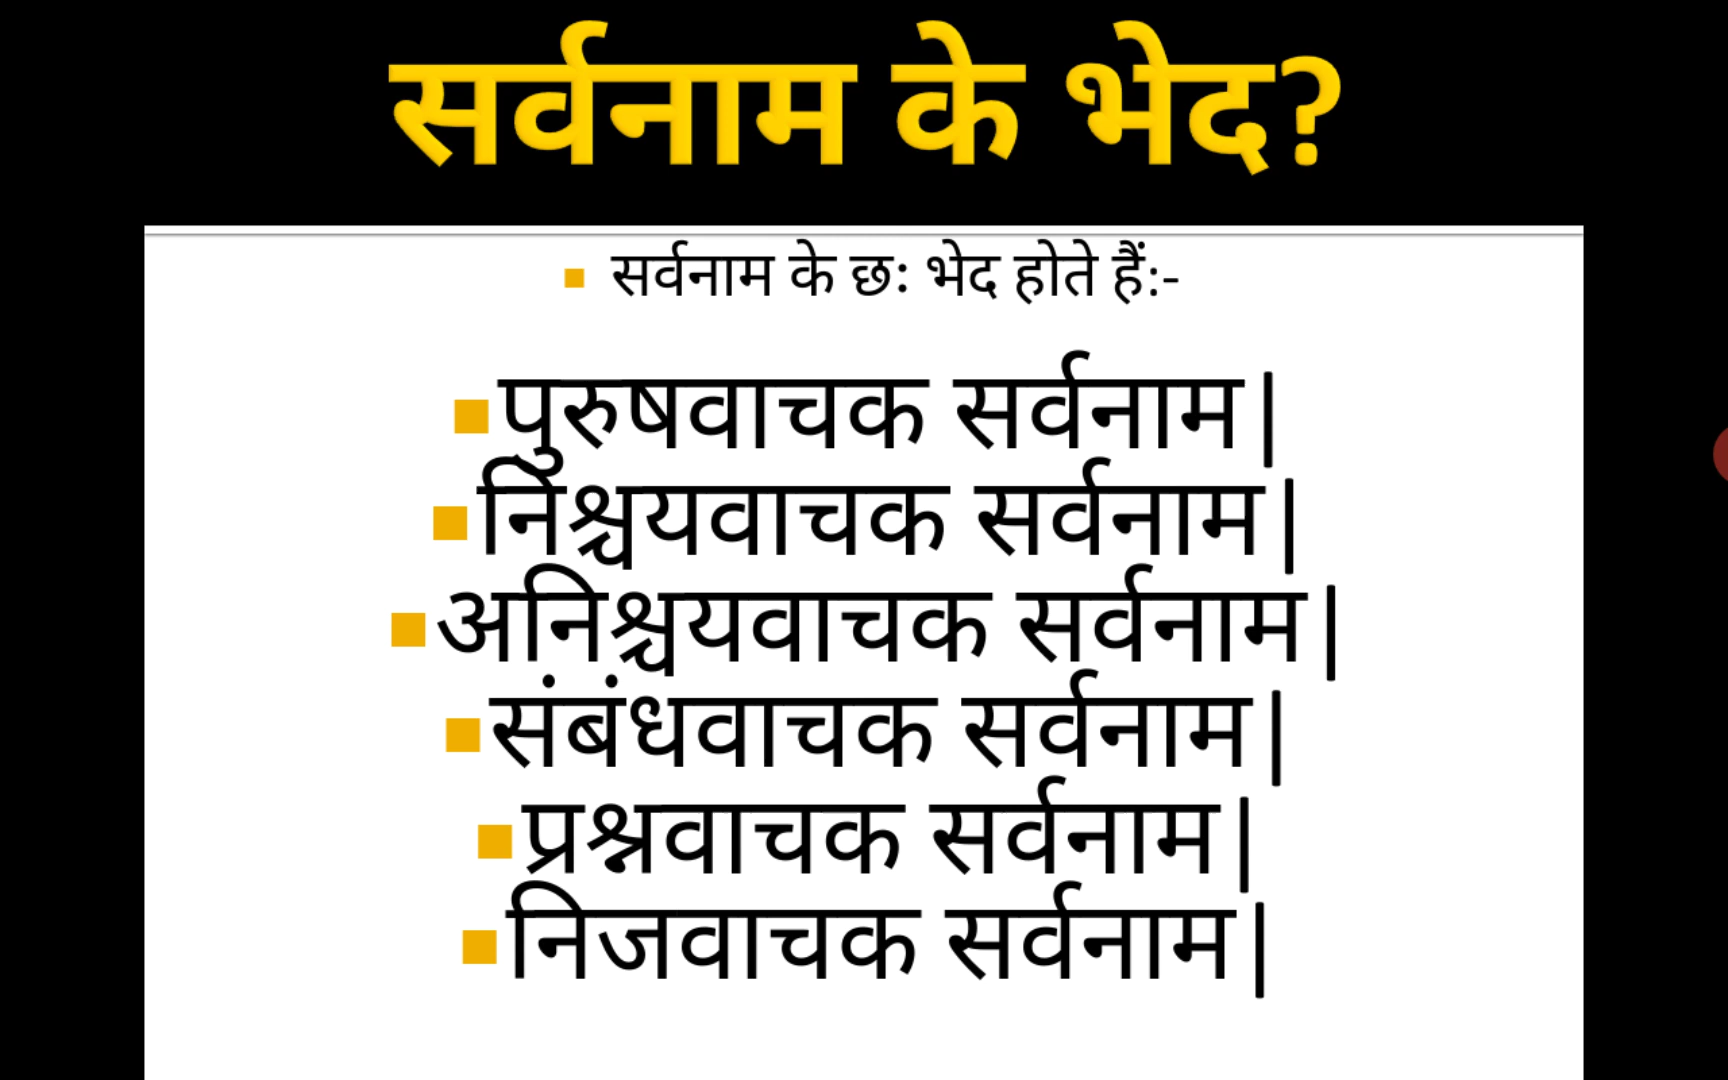 सर्वनाम के भेद?
▪ सर्वनाम के छः भेद होते हैं:-
▪पुरुषवाचक सर्वनाम|
▪निश्चयवाचक सर्वनाम|
▪अनिश्चयवाचक सर्वनाम|
▪संबंधवाचक सर्वनाम|
▪प्रश्नवाचक सर्वनाम|
▪निजवाचक सर्वनाम|